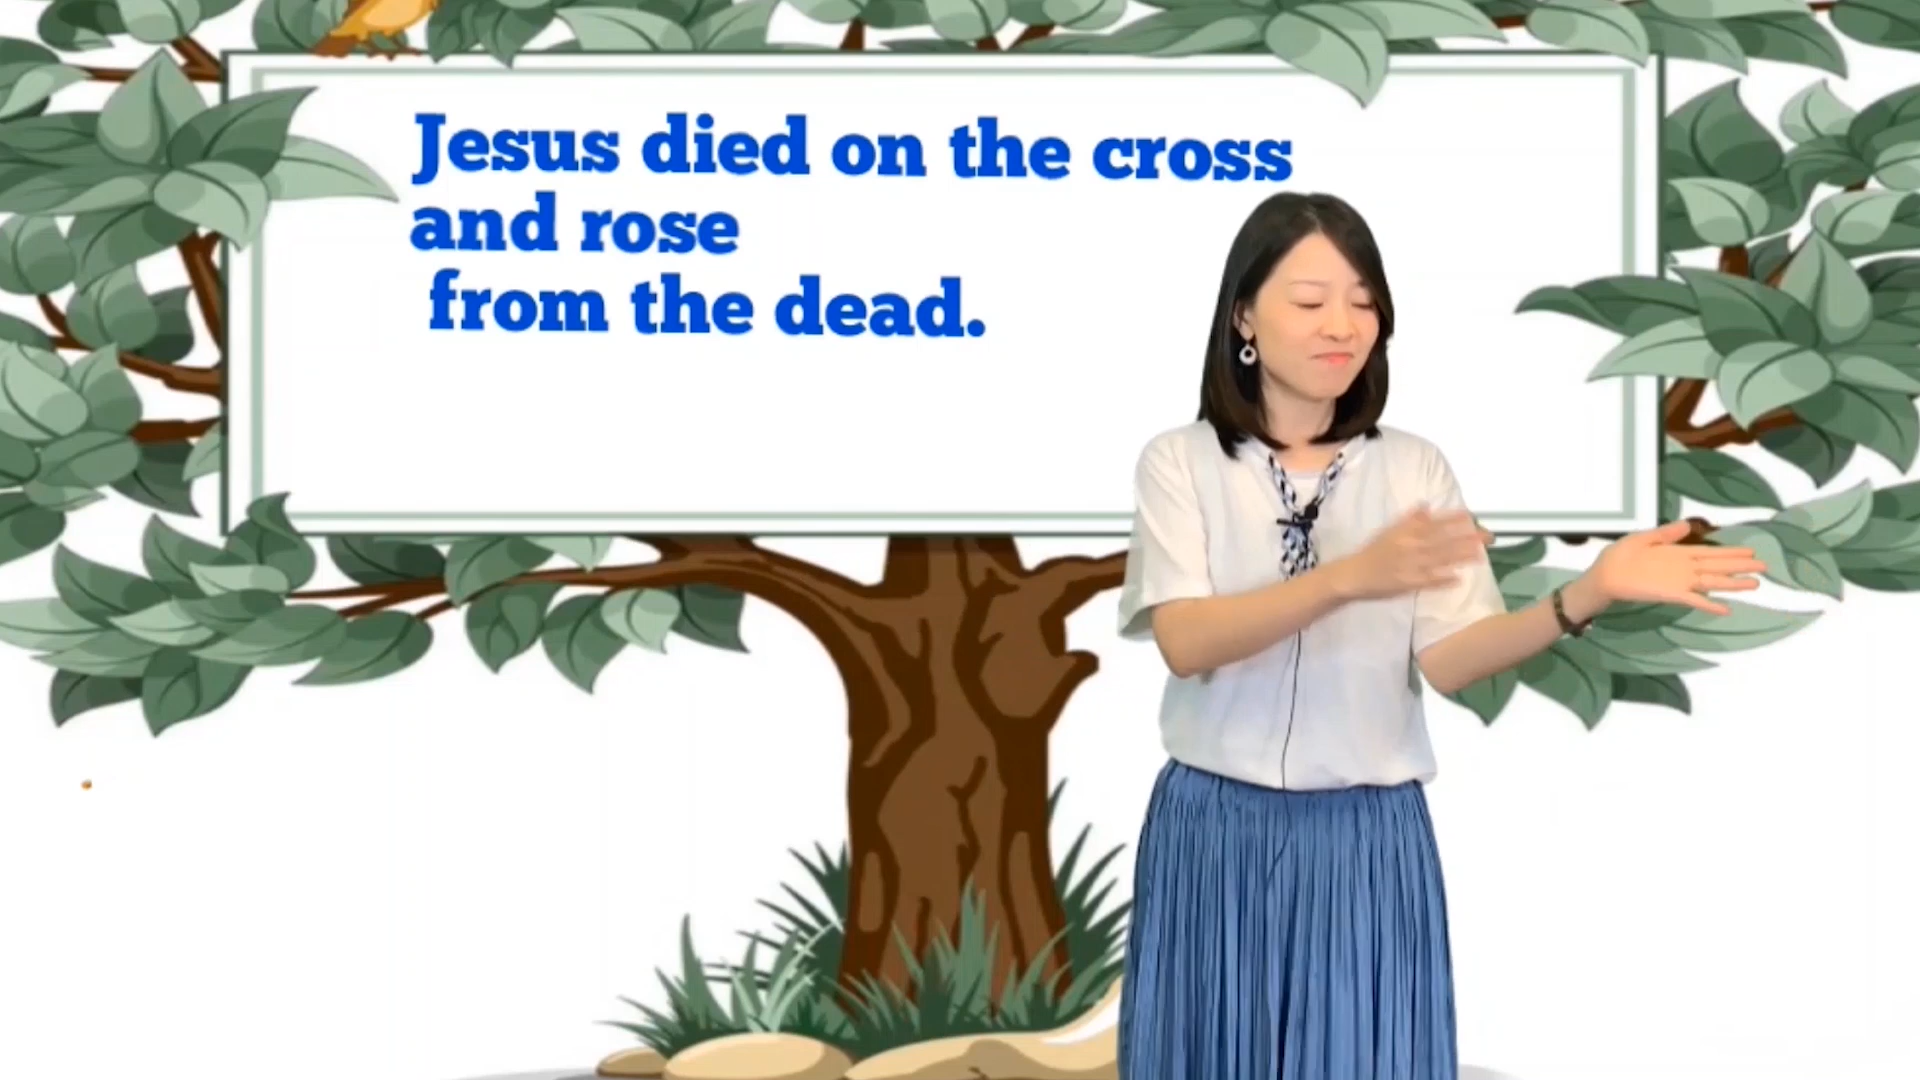 Jesus died on the cross
and rose
from the dead.